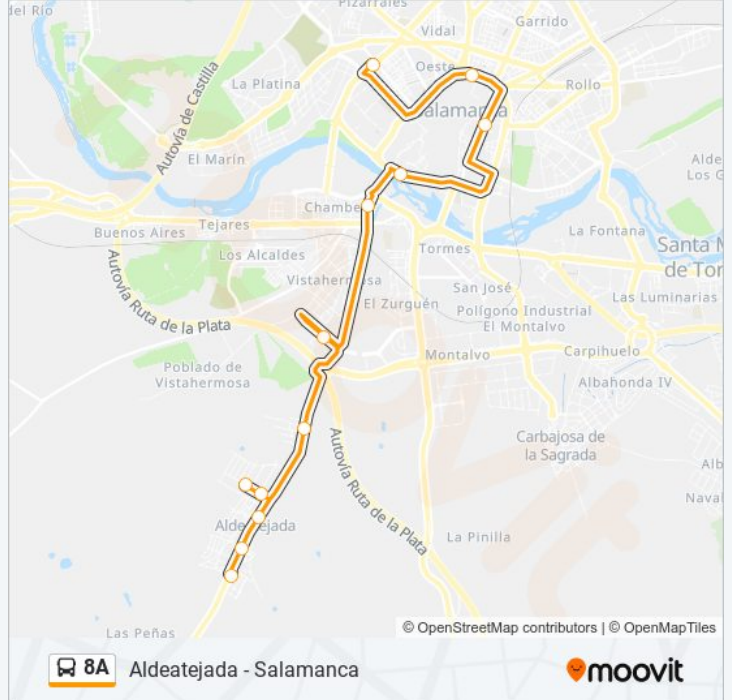 del Río
Pizarrales
Garrido
Vidal
Oeste
Rollo
La Platina
Autovía de Castilla
Salamanca
El Marín
Alde
Los G
Chambe
Tejares
Buenos Aires
La Fontana
Tormes
Santa M
de Tor
Los Alcaldes
Vistahermosa
San José
El Zurguén
Polígono Industrial
El Montalvo
Las Luminarias
Autovía Ruta de la Plata
Montalvo
Carpihuelo
Poblado de
Vistahermosa
Albahonda IV
Carbajosa de
la Sagrada
Autovía Ruta de la Plata
Alb
Naval
Aldeatejada
La Pinilla
Las Peñas
© OpenStreetMap contributors | © OpenMapTiles
8A Aldeatejada - Salamanca
moovit